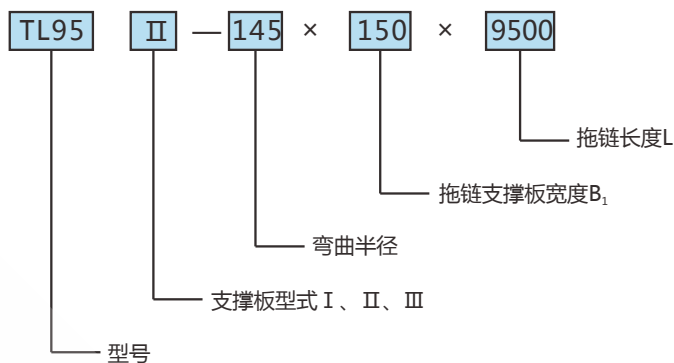 TL95 Ⅱ — 145 × 150 × 9500
拖链长度L
拖链支撑板宽度B₁
弯曲半径
支撑板型式Ⅰ、Ⅱ、Ⅲ
型号